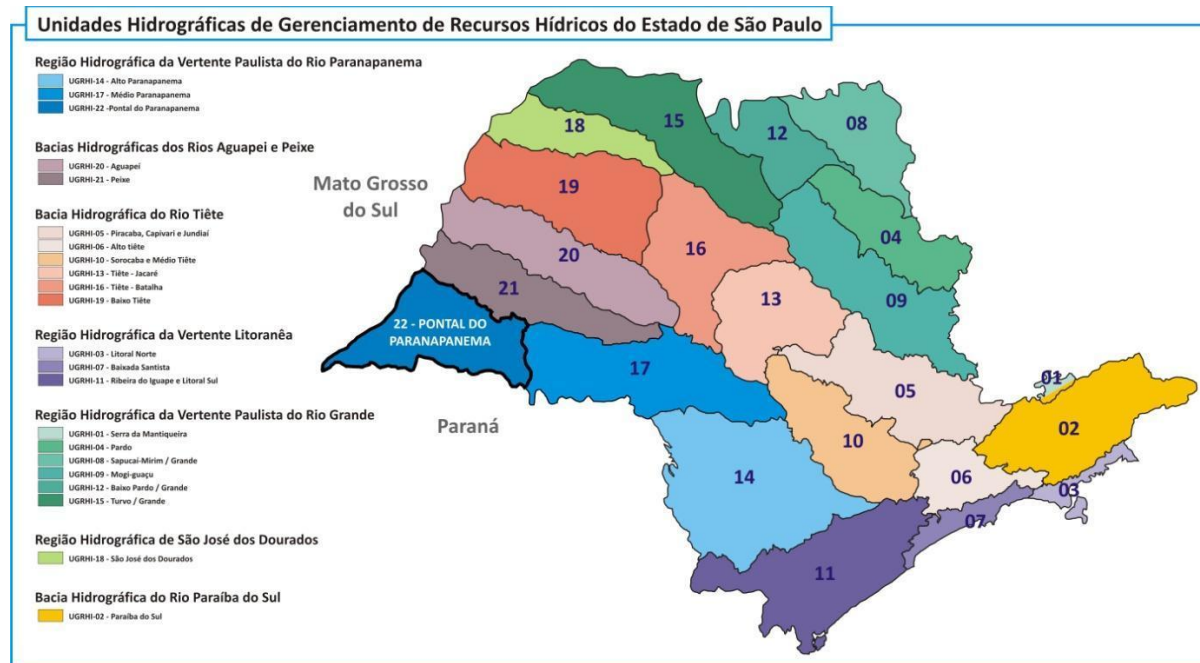 Unidades Hidrográficas de Gerenciamento de Recursos Hídricos do Estado de São Paulo
Região Hidrográfica da Vertente Paulista do Rio Paranapanema
UGRHI-14 - Alto Paranapanema
UGRHI-17 - Médio Paranapanema
UGRHI-22 -Pontal do Paranapanema
Bacias Hidrográficas dos Rios Aguapei e Peixe
UGRHI-20 - Aguapeí
UGRHI-21 - Peixe
Bacia Hidrográfica do Rio Tiête
UGRHI-05 - Piracaba, Capivari e Jundiaí
UGRHI-06 - Alto tiête
UGRHI-10 - Sorocaba e Médio Tiête
UGRHI-13 - Tiête - Jacaré
UGRHI-16 - Tiête - Batalha
UGRHI-19 - Baixo Tiête
Região Hidrográfica da Vertente Litoranêa
UGRHI-03 - Litoral Norte
UGRHI-07 - Baixada Santista
UGRHI-11 - Ribeira do Iguape e Litoral Sul
Região Hidrográfica da Vertente Paulista do Rio Grande
UGRHI-01 - Serra da Mantiqueira
UGRHI-04 - Pardo
UGRHI-08 - Sapucaí-Mirim / Grande
UGRHI-09 - Mogi-guaçu
UGRHI-12 - Baixo Pardo / Grande
UGRHI-15 - Turvo / Grande
Região Hidrográfica de São José dos Dourados
UGRHI-18 - São José dos Dourados
Bacia Hidrográfica do Rio Paraíba do Sul
UGRHI-02 - Paraíba do Sul
15
08
18
12
Mato Grosso
do Sul
19
04
16
20
21
13
09
22 - PONTAL DO
PARANAPANEMA
17
01
05
Paraná
02
10
14
06
03
07
11